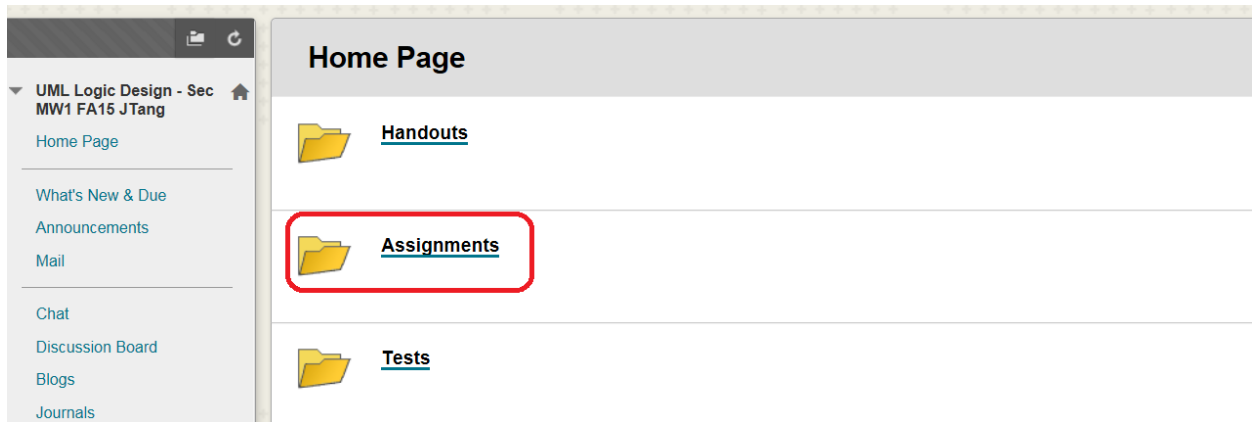 UML Logic Design - Sec
MW1 FA15 JTang
Home Page
What's New & Due
Announcements
Mail
Chat
Discussion Board
Blogs
Journals
Home Page
Handouts
Assignments
Tests